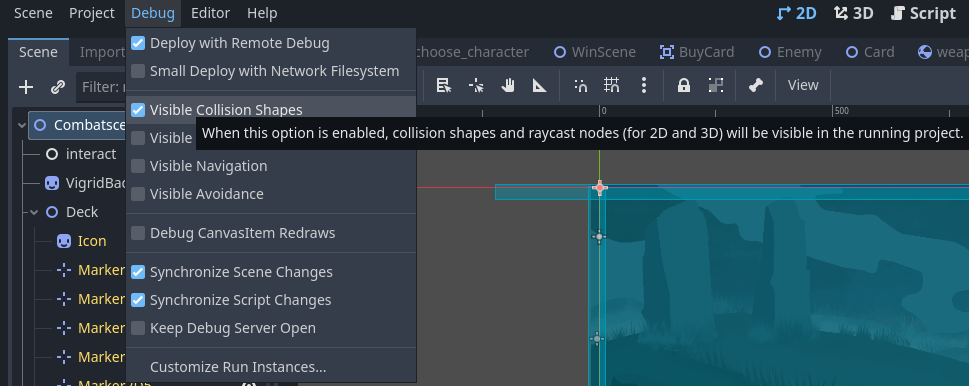 Scene Project Debug Editor Help 2D 3D Script
Scene Import choose_character WinScene BuyCard Enemy Card weap
Deploy with Remote Debug
Small Deploy with Network Filesystem
Filter: View
Visible Collision Shapes
0 500
Combatsce
When this option is enabled, collision shapes and raycast nodes (for 2D and 3D) will be visible in the running project.
Visible
interact
Visible Navigation
VigridBac
Visible Avoidance
Deck
Debug CanvasItem Redraws
Icon
Synchronize Scene Changes
Marker
Synchronize Script Changes
Marker
Keep Debug Server Open
Marker
Marker
Customize Run Instances...